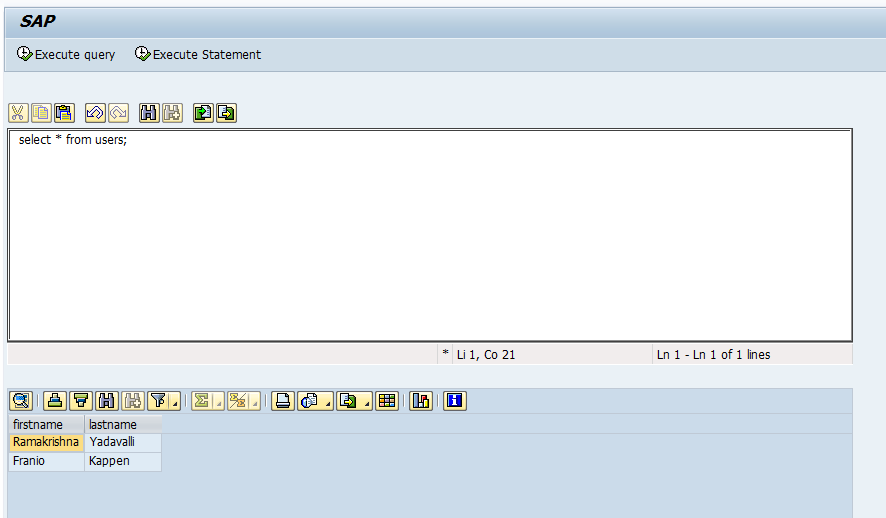 SAP
Execute query Execute Statement
select * from users;
* Li 1, Co 21 Ln 1 - Ln 1 of 1 lines
firstname lastname
Ramakrishna Yadavalli
Franio Kappen